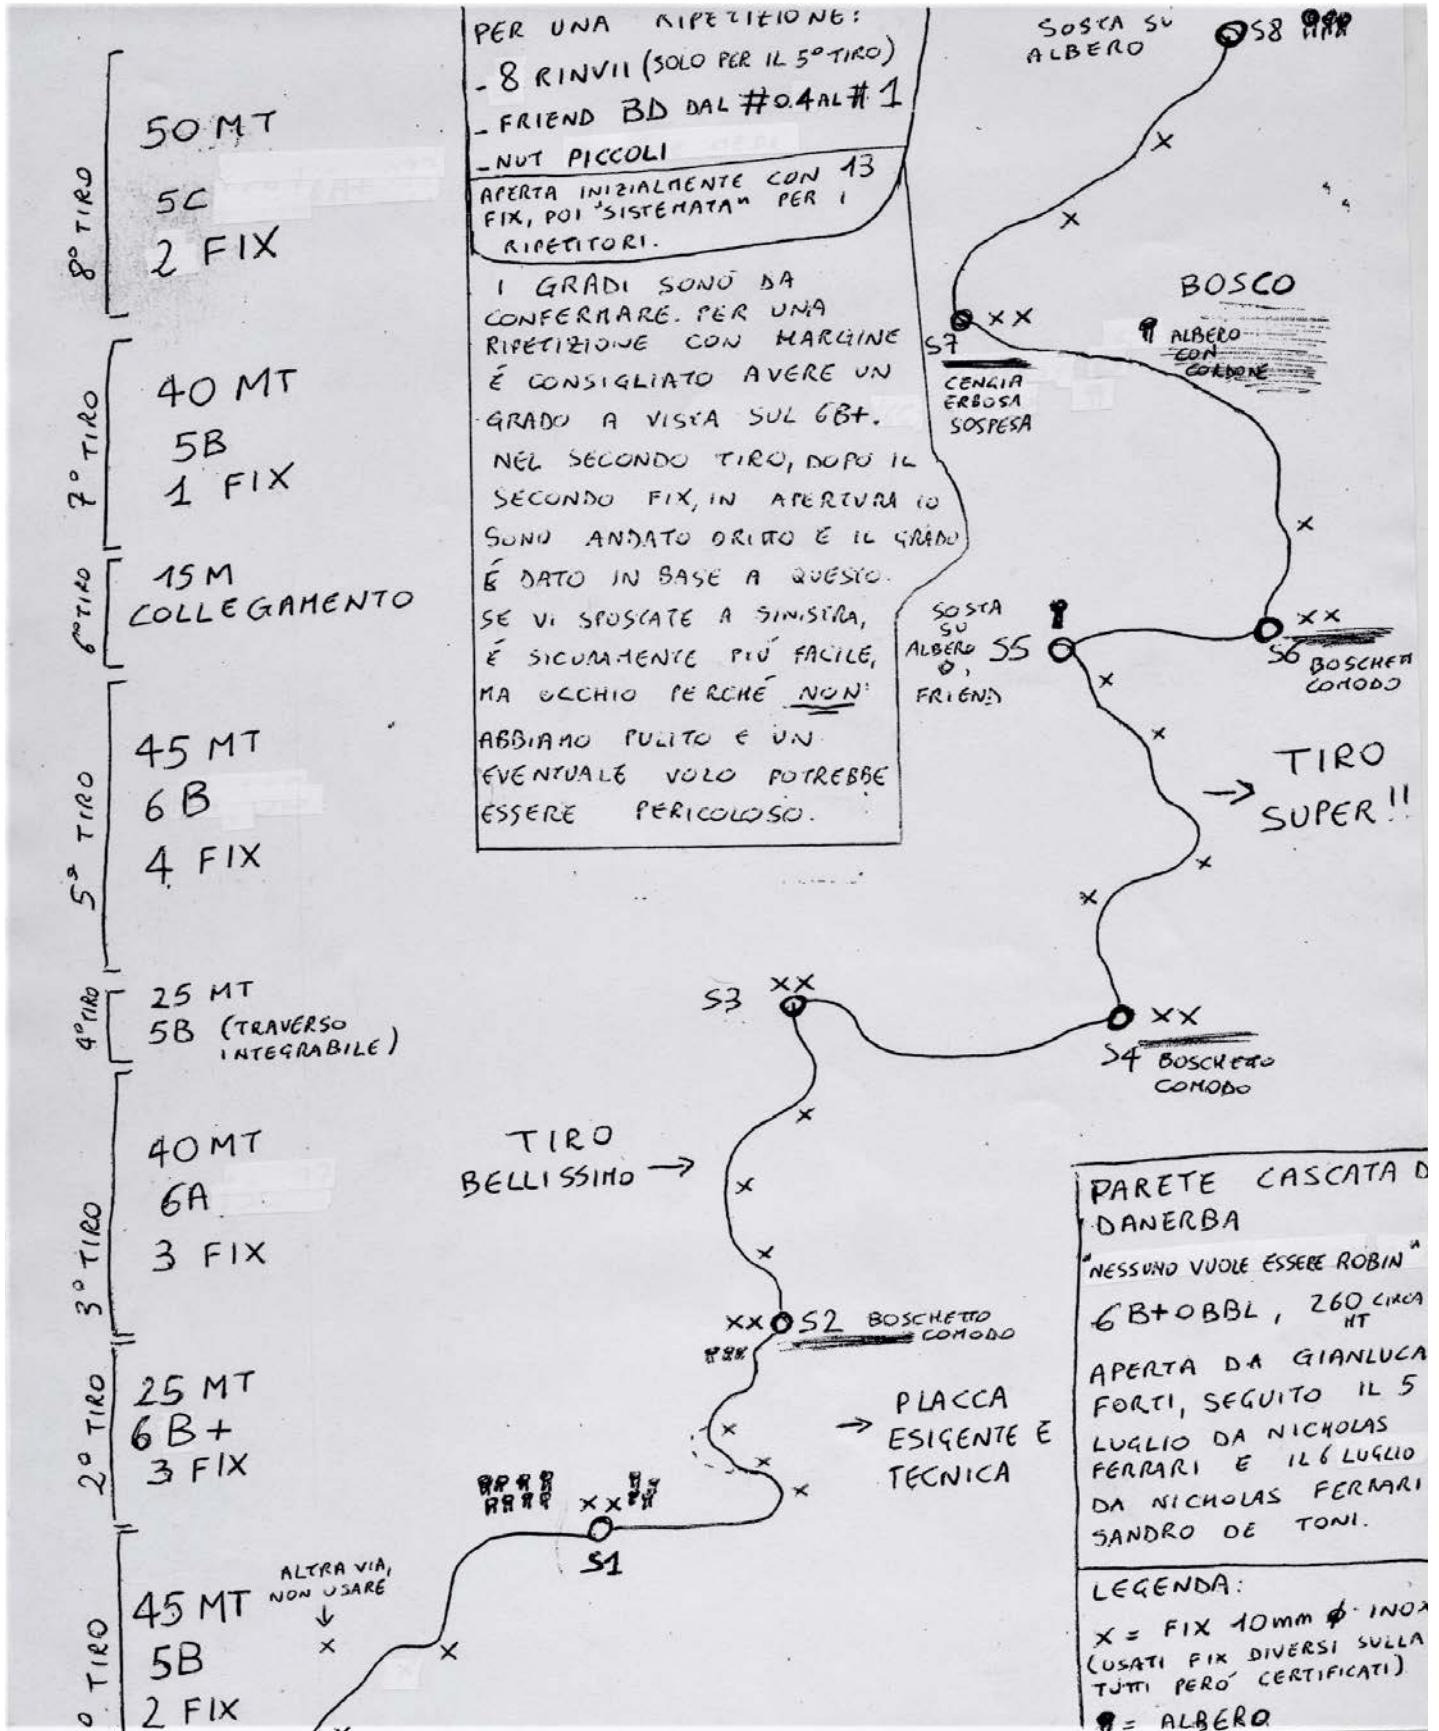 PER UNA RIPETIZIONE:
- 8 RINVII (SOLO PER IL 5° TIRO)
- FRIEND BD DAL #0.4 AL #1
- NUT PICCOLI
APERTA INIZIALMENTE CON 13
FIX, POI "SISTEMATA" PER I
RIPETITORI.
I GRADI SONO DA
CONFERMARE. PER UNA
RIPETIZIONE CON MARGINE
É CONSIGLIATO AVERE UN
GRADO A VISTA SUL 6B+.
NEL SECONDO TIRO, DOPO IL
SECONDO FIX, IN APERTURA IO
SONO ANDATO DRITTO E IL GRADO
É DATO IN BASE A QUESTO.
SE VI SPOSTATE A SINISTRA,
É SICURAMENTE PIÚ FACILE,
MA OCCHIO PERCHÉ NON
ABBIAMO PULITO E UN
EVENTUALE VOLO POTREBBE
ESSERE PERICOLOSO.
8° TIRO
50 MT
5C
2 FIX
7° TIRO
40 MT
5B
1 FIX
6° TIRO
15 M
COLLEGAMENTO
5° TIRO
45 MT
6B
4 FIX
4° TIRO
25 MT
5B (TRAVERSO
INTEGRABILE)
3° TIRO
40 MT
6A
3 FIX
2° TIRO
25 MT
6B+
3 FIX
° TIRO
45 MT
5B
2 FIX
ALTRA VIA,
NON USARE
SOSTA SU
ALBERO
S8
BOSCO
ALBERO
CON
CORDONE
S7
CENGIA
ERBOSA
SOSPESA
SOSTA
SU
ALBERO
O,
FRIEND
S5
S6
BOSCHETT
COMODO
TIRO
SUPER!!
S3
S4
BOSCHETTO
COMODO
TIRO
BELLISSIMO
S2
BOSCHETTO
COMODO
PLACCA
ESIGENTE E
TECNICA
S1
PARETE CASCATA D
DANERBA
"NESSUNO VUOLE ESSERE ROBIN"
6B+ OBBL, 260 CIRCA
MT
APERTA DA GIANLUCA
FORTI, SEGUITO IL 5
LUGLIO DA NICHOLAS
FERRARI E IL 6 LUGLIO
DA NICHOLAS FERRARI
SANDRO DE TONI.
LEGENDA:
X = FIX 10mm ϕ INOX
(USATI FIX DIVERSI SULLA
TUTTI PERÓ CERTIFICATI)
= ALBERO